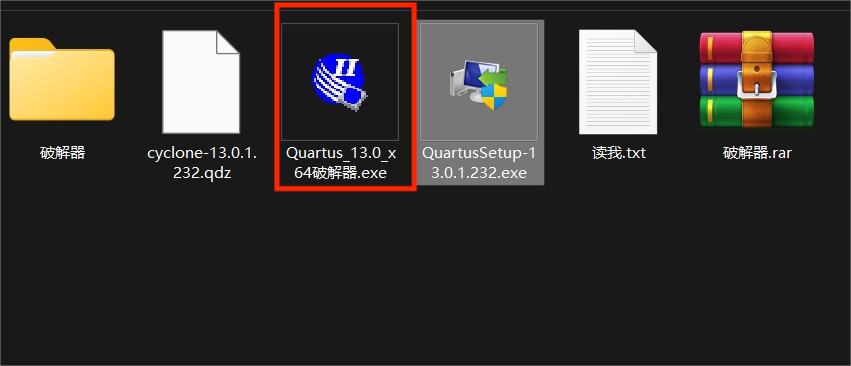 破解器
cyclone-13.0.1.
232.qdz
Quartus_13.0_x
64破解器.exe
QuartusSetup-1
3.0.1.232.exe
读我.txt
破解器.rar
II